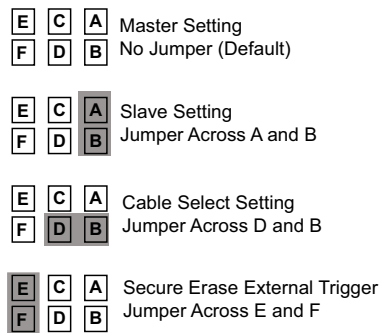 E C A Master Setting
F D B No Jumper (Default)
E C A Slave Setting
F D B Jumper Across A and B
E C A Cable Select Setting
F D B Jumper Across D and B
E C A Secure Erase External Trigger
F D B Jumper Across E and F